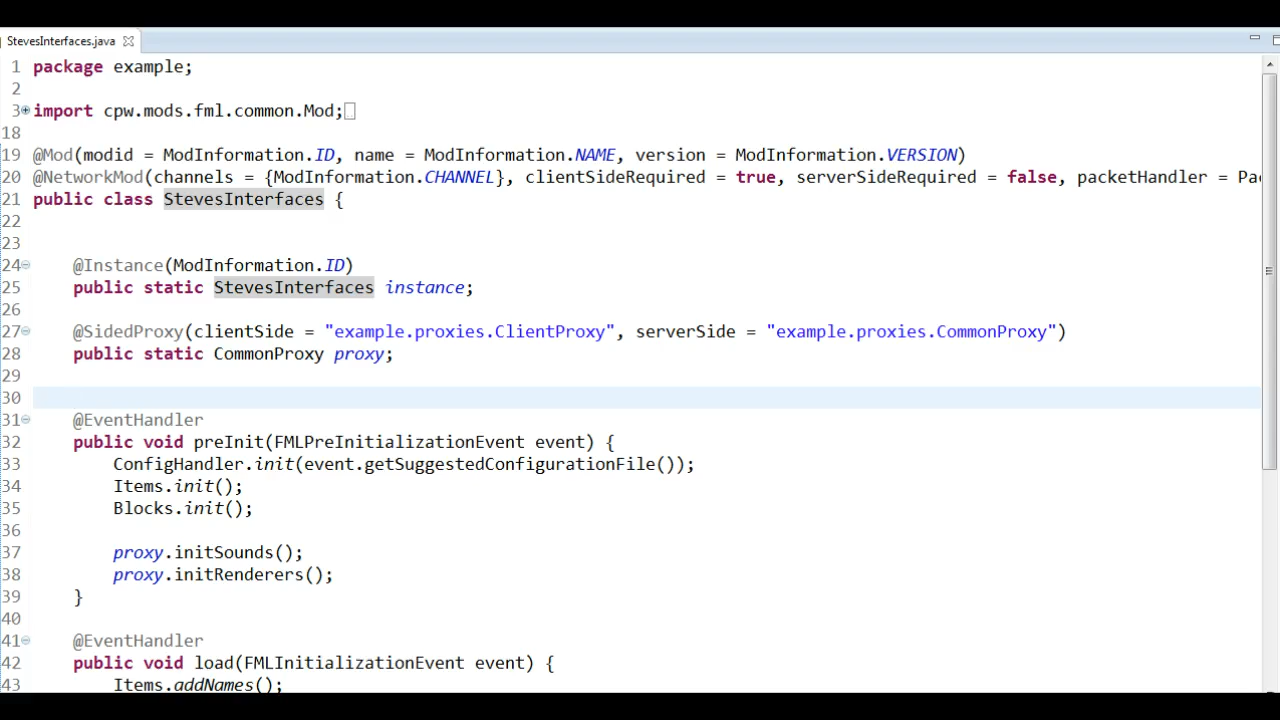 StevesInterfaces.java
1 package example;
2
3 import cpw.mods.fml.common.Mod;
18
19 @Mod(modid = ModInformation.ID, name = ModInformation.NAME, version = ModInformation.VERSION)
20 @NetworkMod(channels = {ModInformation.CHANNEL}, clientSideRequired = true, serverSideRequired = false, packetHandler = Pac
21 public class StevesInterfaces {
22
23
24 @Instance(ModInformation.ID)
25 public static StevesInterfaces instance;
26
27 @SidedProxy(clientSide = "example.proxies.ClientProxy", serverSide = "example.proxies.CommonProxy")
28 public static CommonProxy proxy;
29
30
31 @EventHandler
32 public void preInit(FMLPreInitializationEvent event) {
33 ConfigHandler.init(event.getSuggestedConfigurationFile());
34 Items.init();
35 Blocks.init();
36
37 proxy.initSounds();
38 proxy.initRenderers();
39 }
40
41 @EventHandler
42 public void load(FMLInitializationEvent event) {
43 Items.addNames();